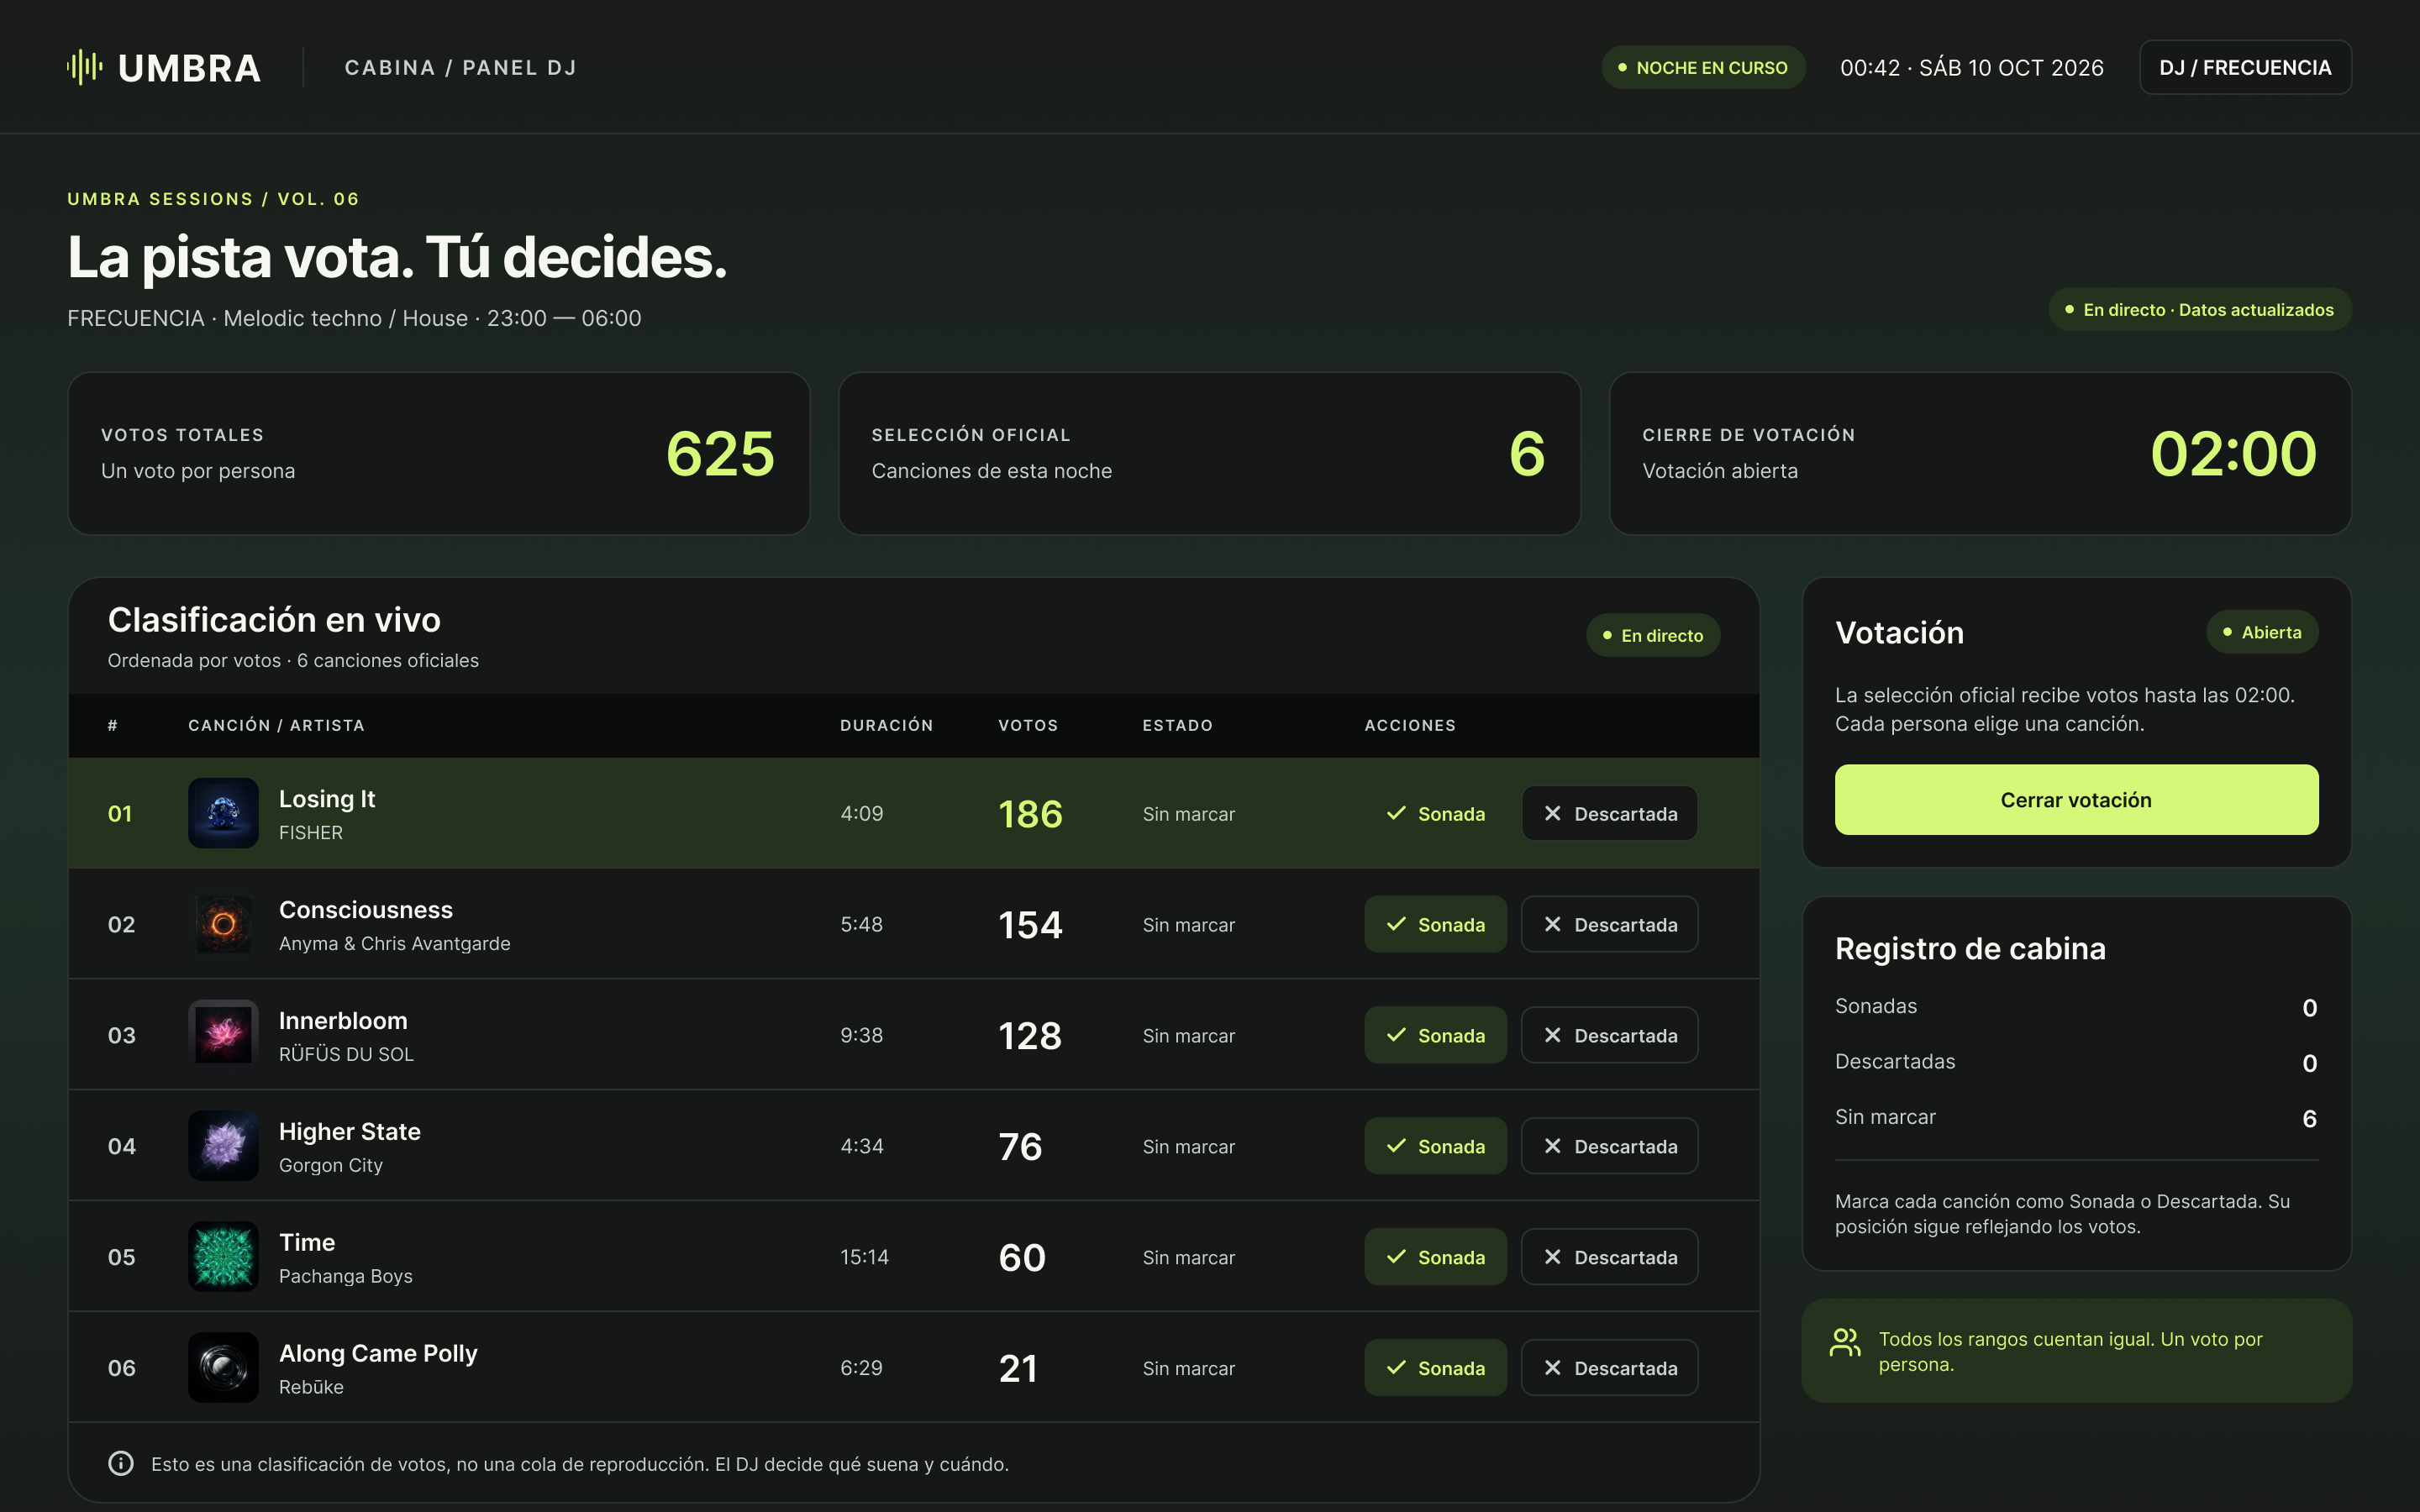 UMBRA
CABINA / PANEL DJ
NOCHE EN CURSO
00:42 · SÁB 10 OCT 2026
DJ / FRECUENCIA
UMBRA SESSIONS / VOL. 06
La pista vota. Tú decides.
FRECUENCIA · Melodic techno / House · 23:00 — 06:00
En directo · Datos actualizados
VOTOS TOTALES
Un voto por persona
625
SELECCIÓN OFICIAL
Canciones de esta noche
6
CIERRE DE VOTACIÓN
Votación abierta
02:00
Clasificación en vivo
Ordenada por votos · 6 canciones oficiales
En directo
# CANCIÓN / ARTISTA DURACIÓN VOTOS ESTADO ACCIONES
01 Losing It 4:09 186 Sin marcar Sonada Descartada
FISHER
02 Consciousness 5:48 154 Sin marcar Sonada Descartada
Anyma & Chris Avantgarde
03 Innerbloom 9:38 128 Sin marcar Sonada Descartada
RÜFÜS DU SOL
04 Higher State 4:34 76 Sin marcar Sonada Descartada
Gorgon City
05 Time 15:14 60 Sin marcar Sonada Descartada
Pachanga Boys
06 Along Came Polly 6:29 21 Sin marcar Sonada Descartada
Rebūke
Esto es una clasificación de votos, no una cola de reproducción. El DJ decide qué suena y cuándo.
Votación
Abierta
La selección oficial recibe votos hasta las 02:00.
Cada persona elige una canción.
Cerrar votación
Registro de cabina
Sonadas 0
Descartadas 0
Sin marcar 6
Marca cada canción como Sonada o Descartada. Su
posición sigue reflejando los votos.
Todos los rangos cuentan igual. Un voto por
persona.